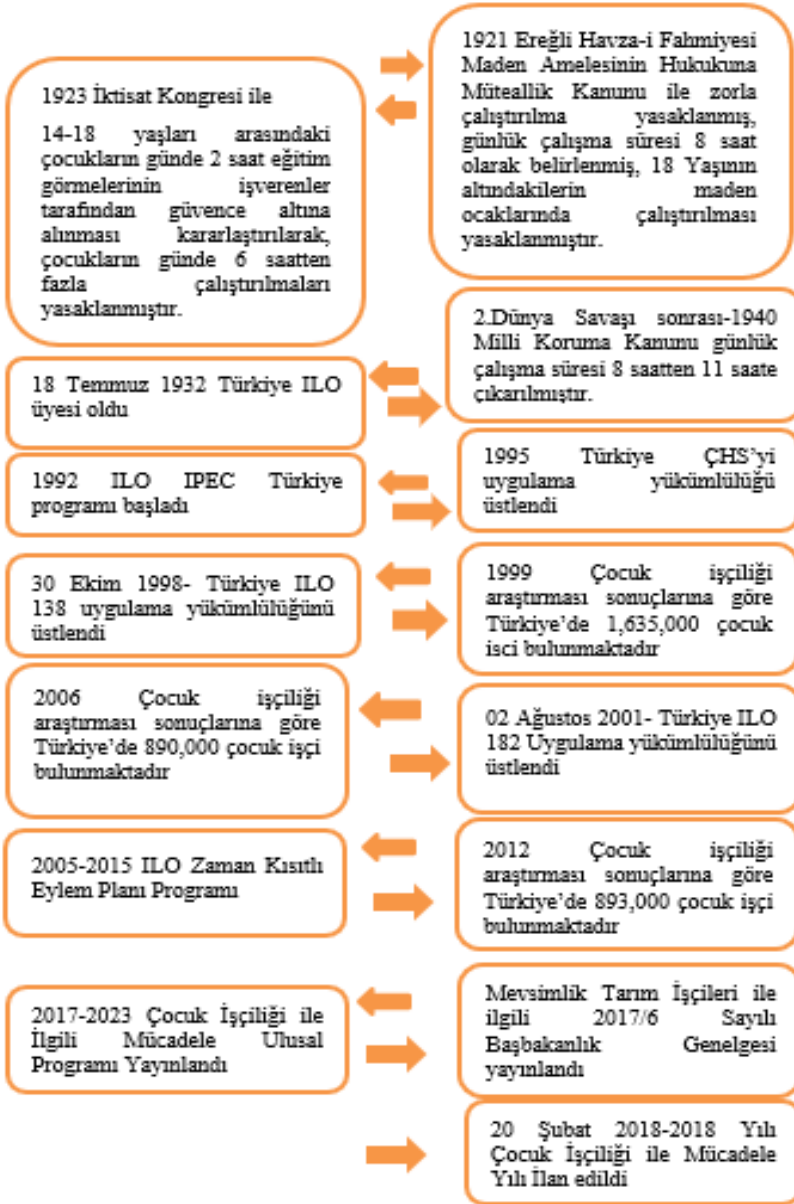 1921 Ereğli Havza-i Fahmiyesi
Maden Amelesinin Hukukuna
Müteallik Kanunu ile zorla
çalıştırılma yasaklanmış,
günlük çalışma süresi 8 saat
olarak belirlenmiş, 18 Yaşının
altındakilerin maden
ocaklarında çalıştırılması
yasaklanmıştır.
1923 İktisat Kongresi ile
14-18 yaşları arasındaki
çocukların günde 2 saat eğitim
görmelerinin işverenler
tarafından güvence altına
alınması kararlaştırılarak,
çocukların günde 6 saatten
fazla çalıştırılmaları
yasaklanmıştır.
2.Dünya Savaşı sonrası-1940
Milli Koruma Kanunu günlük
çalışma süresi 8 saatten 11 saate
çıkarılmıştır.
18 Temmuz 1932 Türkiye ILO
üyesi oldu
1995 Türkiye ÇHS’yi
uygulama yükümlülüğü
üstlendi
1992 ILO IPEC Türkiye
programı başladı
1999 Çocuk işçiliği
araştırması sonuçlarına göre
Türkiye’de 1,635,000 çocuk
isci bulunmaktadır
30 Ekim 1998- Türkiye ILO
138 uygulama yükümlülüğünü
üstlendi
02 Ağustos 2001- Türkiye ILO
182 Uygulama yükümlülüğünü
üstlendi
2006 Çocuk işçiliği
araştırması sonuçlarına göre
Türkiye’de 890,000 çocuk işçi
bulunmaktadır
2012 Çocuk işçiliği
araştırması sonuçlarına göre
Türkiye’de 893,000 çocuk işçi
bulunmaktadır
2005-2015 ILO Zaman Kısıtlı
Eylem Planı Programı
Mevsimlik Tarım İşçileri ile
ilgili 2017/6 Sayılı
Başbakanlık Genelgesi
yayınlandı
2017-2023 Çocuk İşçiliği ile
İlgili Mücadele Ulusal
Programı Yayınlandı
20 Şubat 2018-2018 Yılı
Çocuk İşçiliği ile Mücadele
Yılı İlan edildi